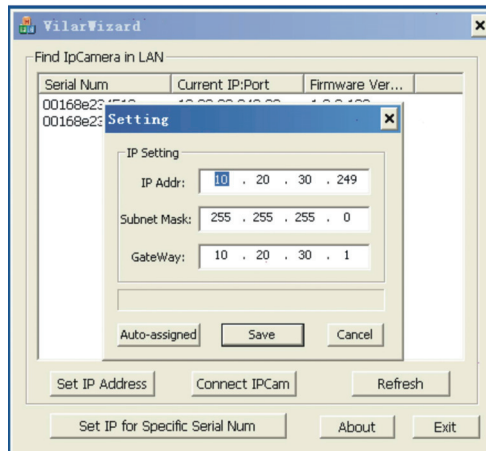 VilarWizard
Find IpCamera in LAN
Serial Num Current IP:Port Firmware Ver...
00168e23
00168e23
Setting
IP Setting
IP Addr: 10 . 20 . 30 . 249
Subnet Mask: 255 . 255 . 255 . 0
GateWay: 10 . 20 . 30 . 1
Auto-assigned Save Cancel
Set IP Address Connect IPCam Refresh
Set IP for Specific Serial Num About Exit